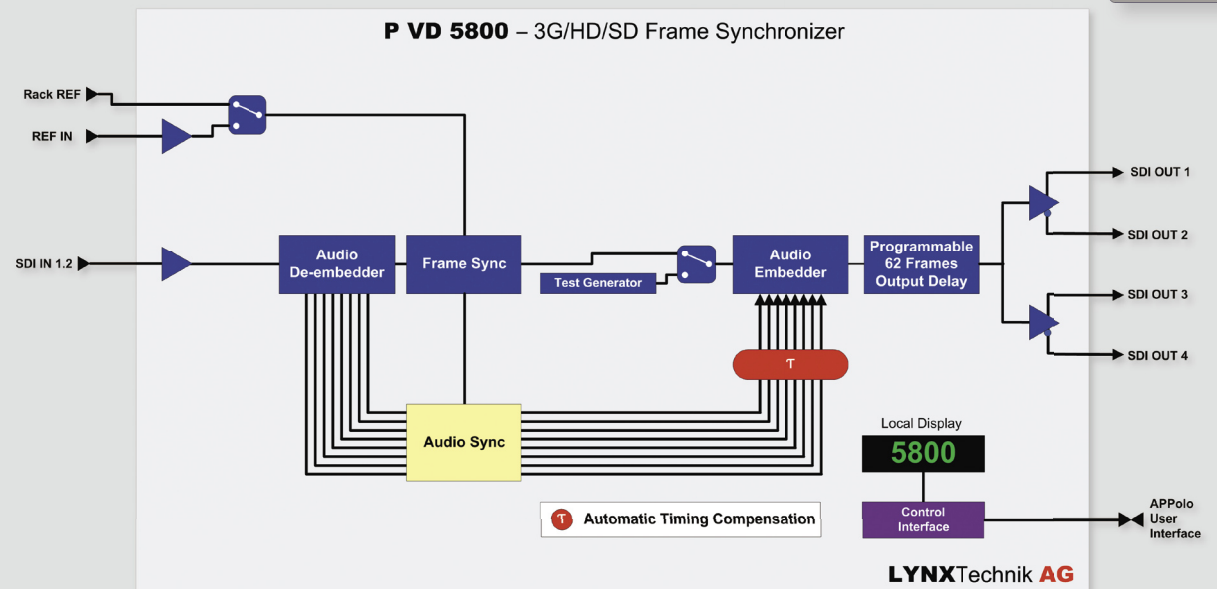 P VD 5800 – 3G/HD/SD Frame Synchronizer
Rack REF
REF IN
SDI IN 1.2
Audio
De-embedder
Frame Sync
Test Generator
Audio
Embedder
Programmable
62 Frames
Output Delay
SDI OUT 1
SDI OUT 2
SDI OUT 3
SDI OUT 4
τ
Audio Sync
Local Display
5800
Control
Interface
APPolo
User
Interface
τ Automatic Timing Compensation
LYNXTechnik AG